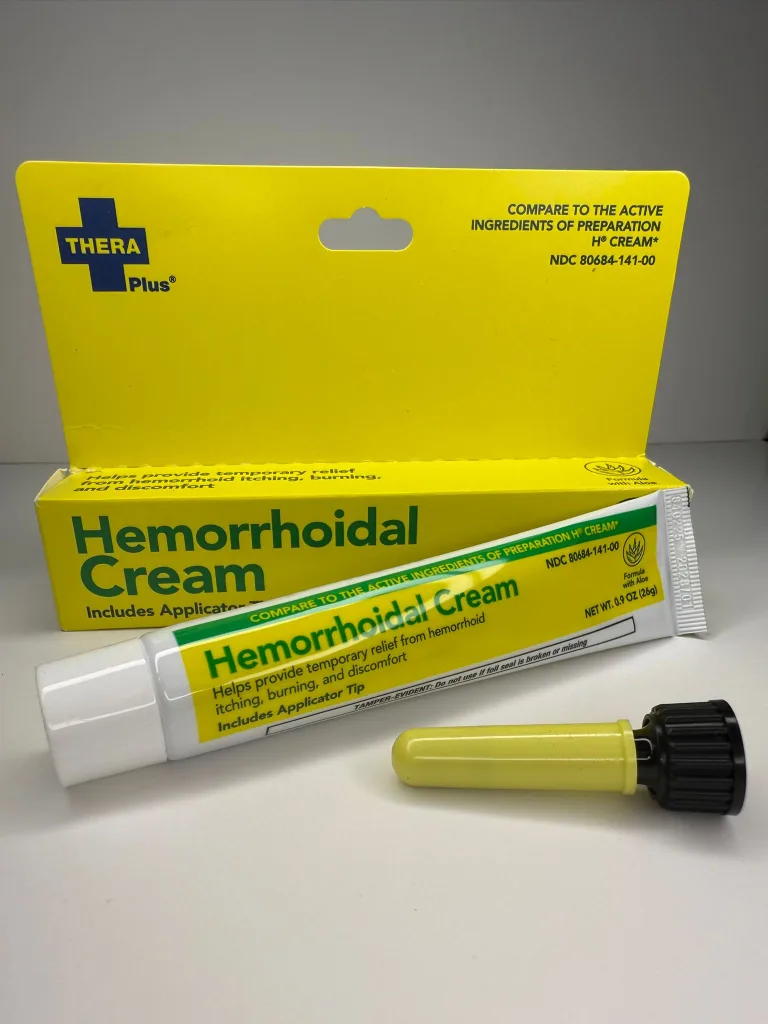 THERA
Plus®
COMPARE TO THE ACTIVE
INGREDIENTS OF PREPARATION
H® CREAM*
NDC 80684-141-00
Helps provide temporary relief
from hemorrhoid itching, burning,
and discomfort
Formula
with Aloe
Hemorrhoidal
Cream
Includes Applicator
COMPARE TO THE ACTIVE INGREDIENTS OF PREPARATION H® CREAM*
NDC 80684-141-00
Hemorrhoidal Cream
Helps provide temporary relief from hemorrhoid
itching, burning, and discomfort
Includes Applicator Tip
Formula
with Aloe
NET WT. 0.9 OZ (26g)
TAMPER-EVIDENT: Do not use if foil seal is broken or missing